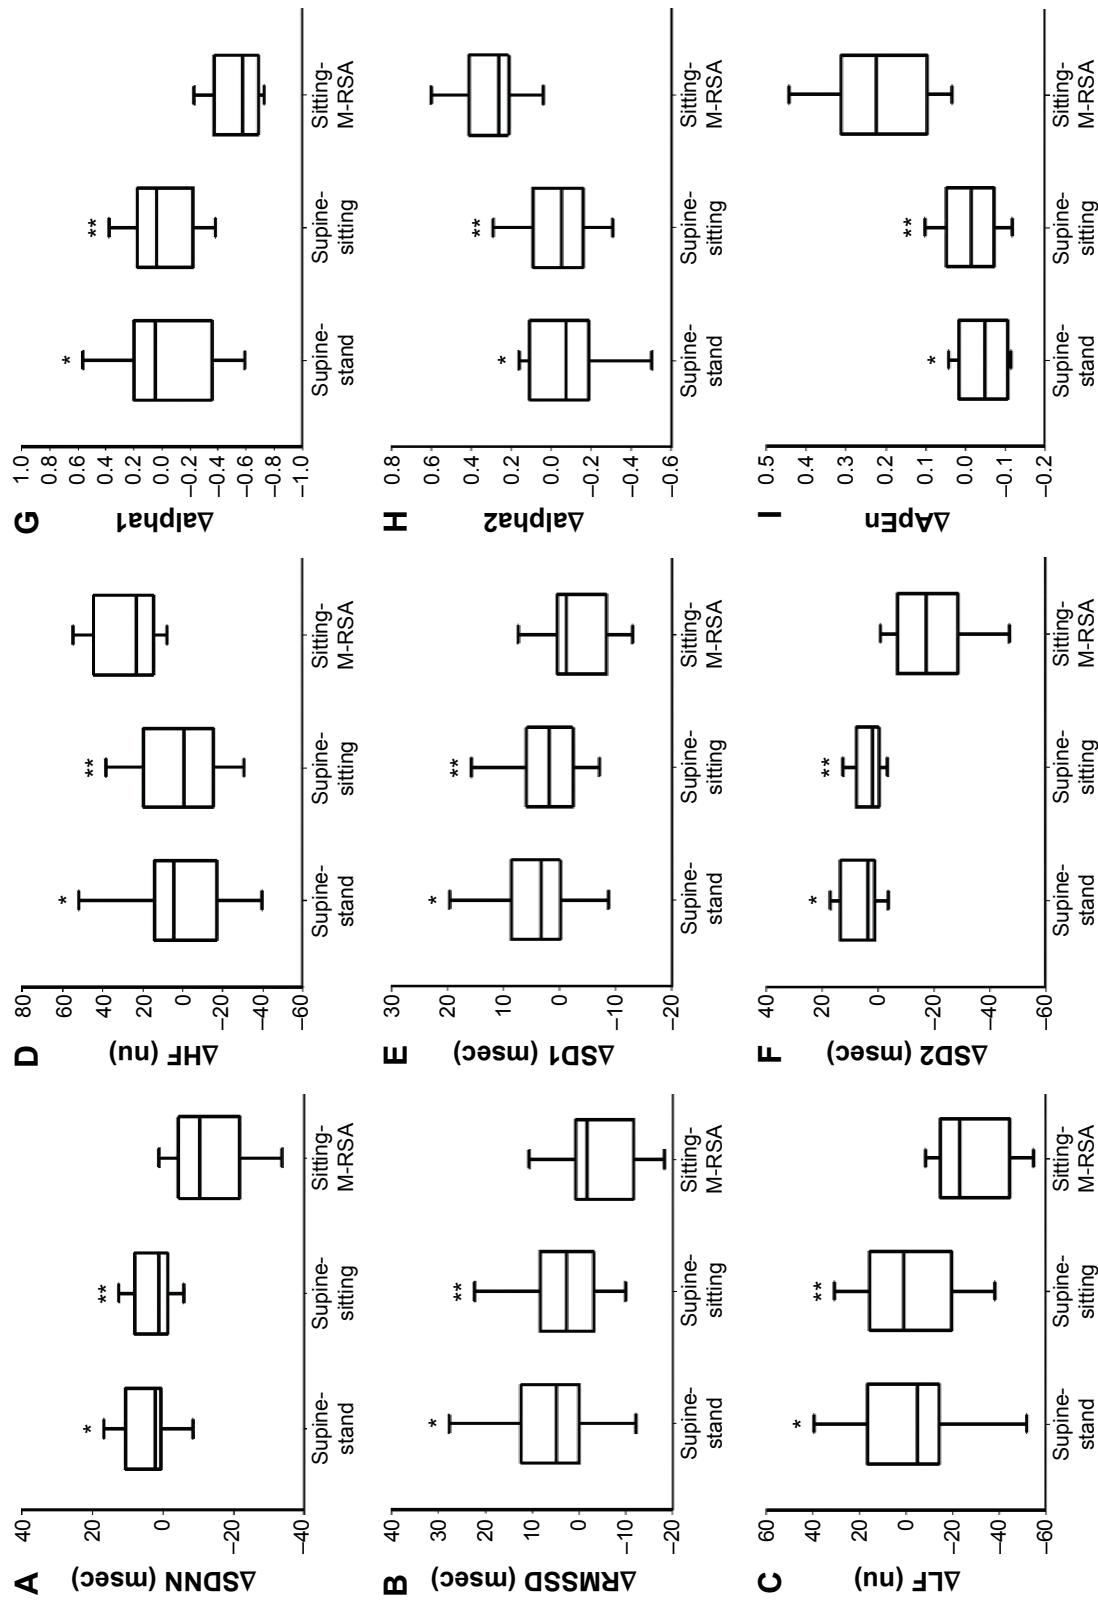 A
ΔSDNN (msec)
40
20
0
−20
−40
*
**
Supine-
stand
Supine-
sitting
Sitting-
M-RSA
B
ΔRMSSD (msec)
40
30
20
10
0
−10
−20
*
**
Supine-
stand
Supine-
sitting
Sitting-
M-RSA
C
ΔLF (nu)
60
40
20
0
−20
−40
−60
*
**
Supine-
stand
Supine-
sitting
Sitting-
M-RSA
D
ΔHF (nu)
80
60
40
20
0
−20
−40
−60
*
**
Supine-
stand
Supine-
sitting
Sitting-
M-RSA
E
ΔSD1 (msec)
30
20
10
0
−10
−20
*
**
Supine-
stand
Supine-
sitting
Sitting-
M-RSA
F
ΔSD2 (msec)
40
20
0
−20
−40
−60
*
**
Supine-
stand
Supine-
sitting
Sitting-
M-RSA
G
Δalpha1
1.0
0.8
0.6
0.4
0.2
0.0
−0.2
−0.4
−0.6
−0.8
−1.0
*
**
Supine-
stand
Supine-
sitting
Sitting-
M-RSA
H
Δalpha2
0.8
0.6
0.4
0.2
0.0
−0.2
−0.4
−0.6
*
**
Supine-
stand
Supine-
sitting
Sitting-
M-RSA
I
ΔApEn
0.5
0.4
0.3
0.2
0.1
0.0
−0.1
−0.2
*
**
Supine-
stand
Supine-
sitting
Sitting-
M-RSA